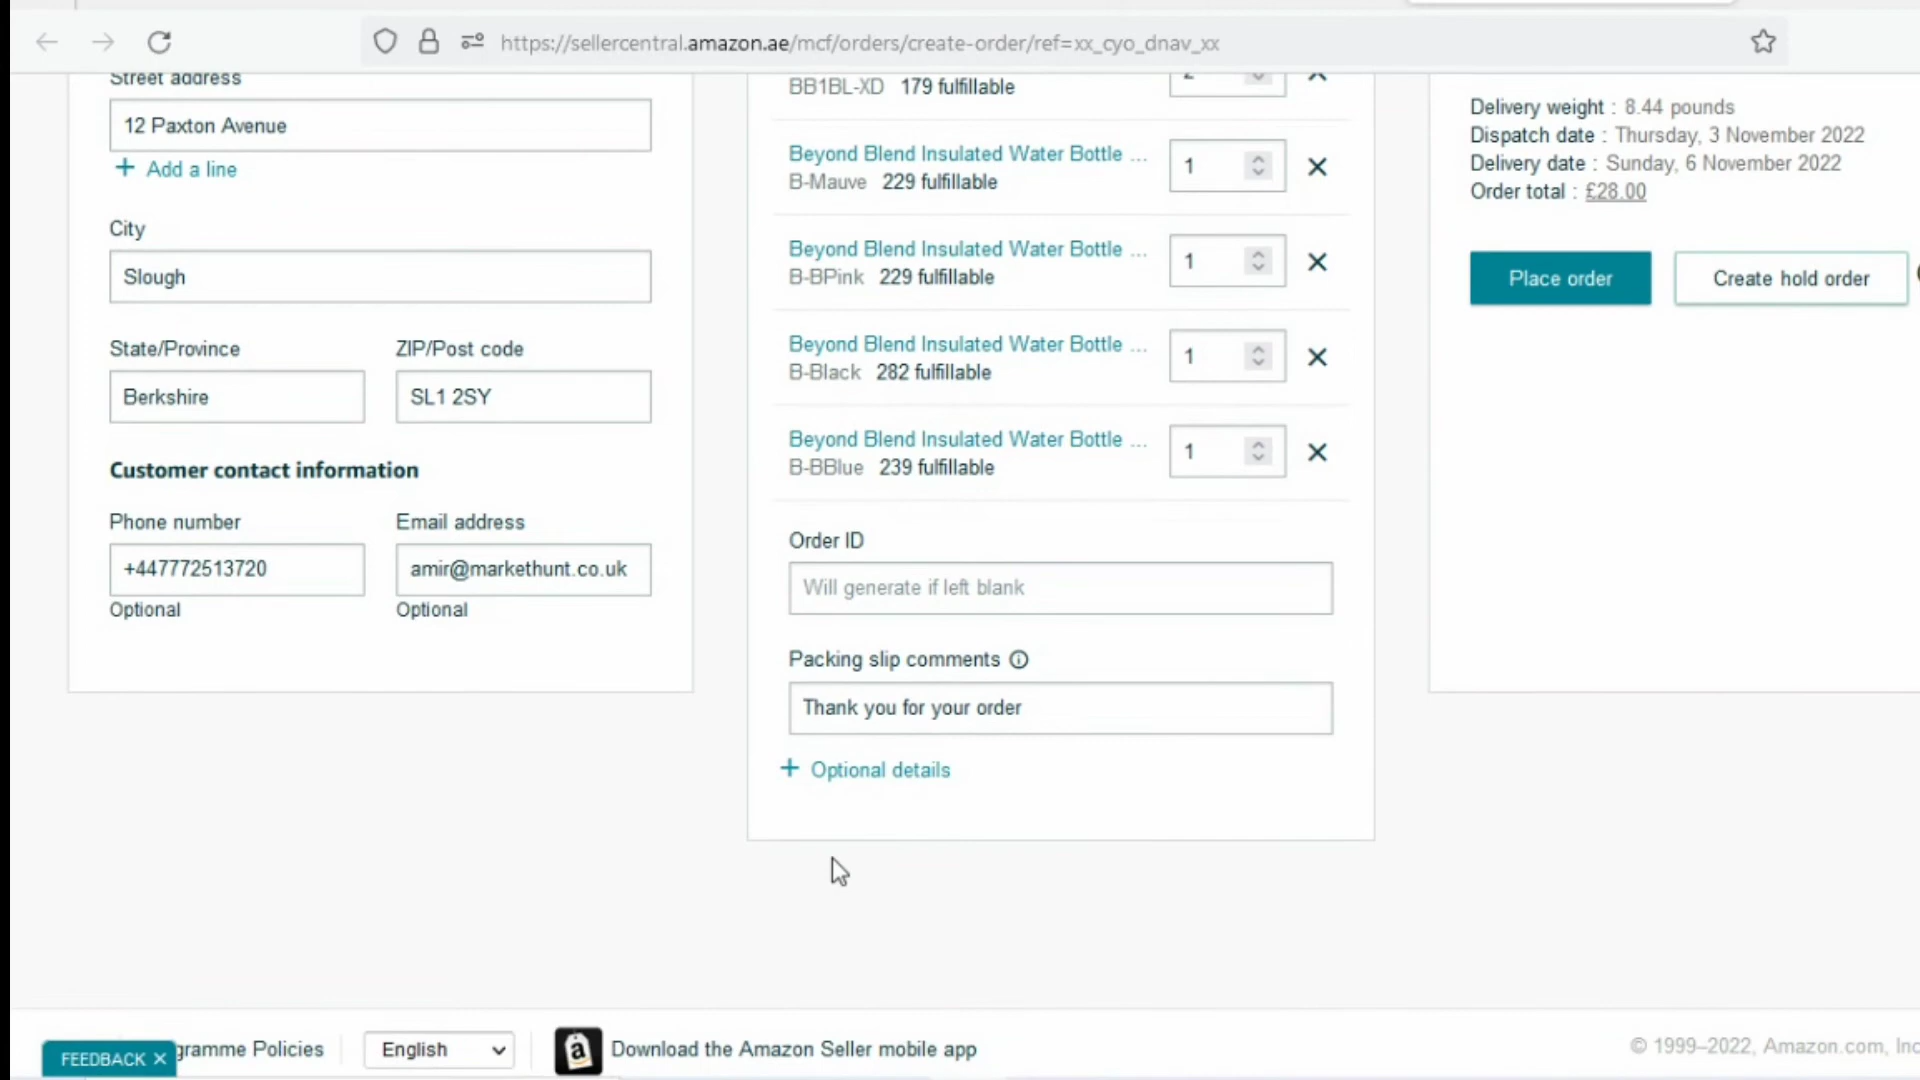 https://sellercentral.amazon.ae/mcf/orders/create-order/ref=xx_cyo_dnav_xx
Street address
12 Paxton Avenue
+ Add a line
City
Slough
State/Province ZIP/Post code
Berkshire SL1 2SY
Customer contact information
Phone number Email address
+447772513720 amir@markethunt.co.uk
Optional Optional
BB1BL-XD 179 fulfillable 2
Beyond Blend Insulated Water Bottle ... 1
B-Mauve 229 fulfillable
Beyond Blend Insulated Water Bottle ... 1
B-BPink 229 fulfillable
Beyond Blend Insulated Water Bottle ... 1
B-Black 282 fulfillable
Beyond Blend Insulated Water Bottle ... 1
B-BBlue 239 fulfillable
Order ID
Will generate if left blank
Packing slip comments
Thank you for your order
+ Optional details
Delivery weight : 8.44 pounds
Dispatch date : Thursday, 3 November 2022
Delivery date : Sunday, 6 November 2022
Order total : £28.00
Place order Create hold order
FEEDBACK × gramme Policies English Download the Amazon Seller mobile app © 1999–2022, Amazon.com, Inc